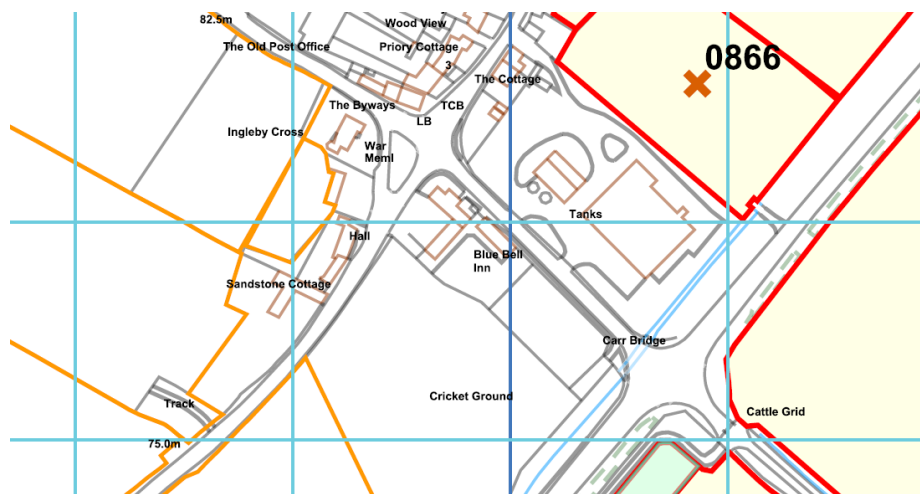 82.5m
Wood View
The Old Post Office
Priory Cottage
3
0866
The Cottage
The Byways
TCB
LB
Ingleby Cross
War
Meml
Tanks
Hall
Blue Bell
Inn
Sandstone Cottage
Carr Bridge
Cricket Ground
Track
Cattle Grid
75.0m